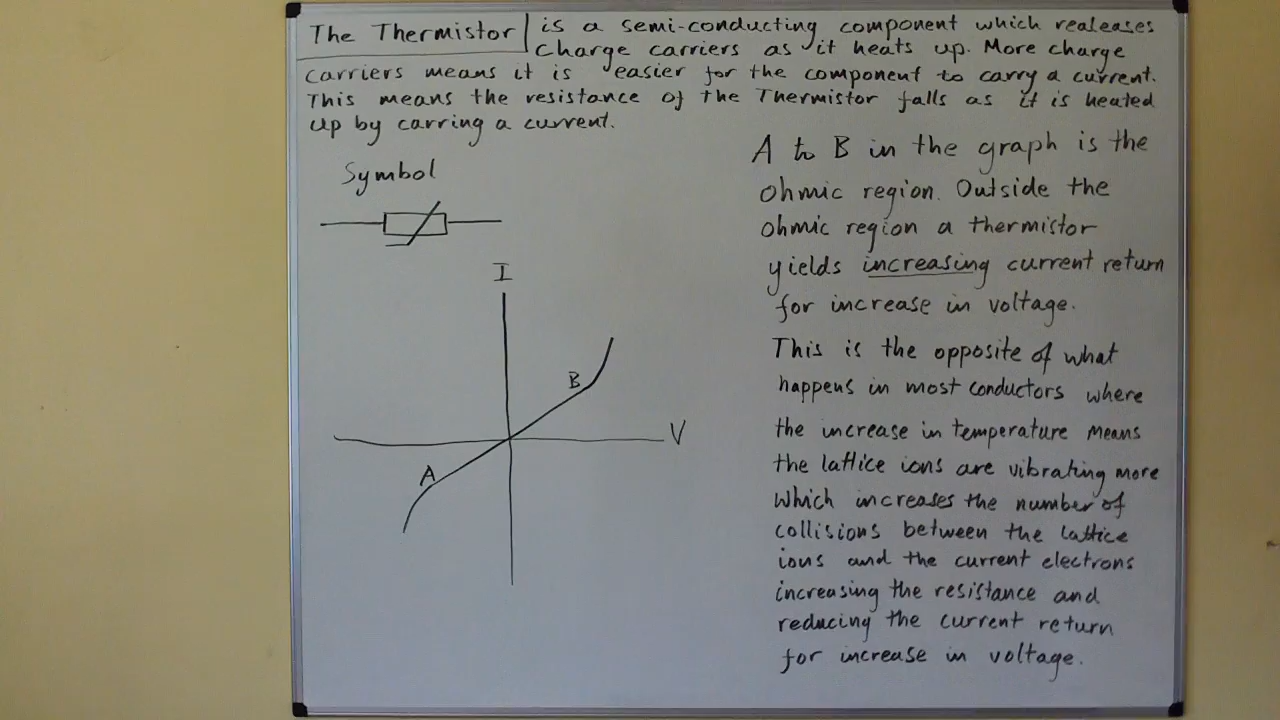 The Thermistor is a semi-conducting component which realeases
charge carriers as it heats up. More charge
carriers means it is easier for the component to carry a current.
This means the resistance of the Thermistor falls as it is heated
up by carring a current.
Symbol
I
V
B
A
A to B in the graph is the
ohmic region. Outside the
ohmic region a thermistor
yields increasing current return
for increase in voltage.
This is the opposite of what
happens in most conductors where
the increase in temperature means
the lattice ions are vibrating more
which increases the number of
collisions between the lattice
ions and the current electrons
increasing the resistance and
reducing the current return
for increase in voltage.